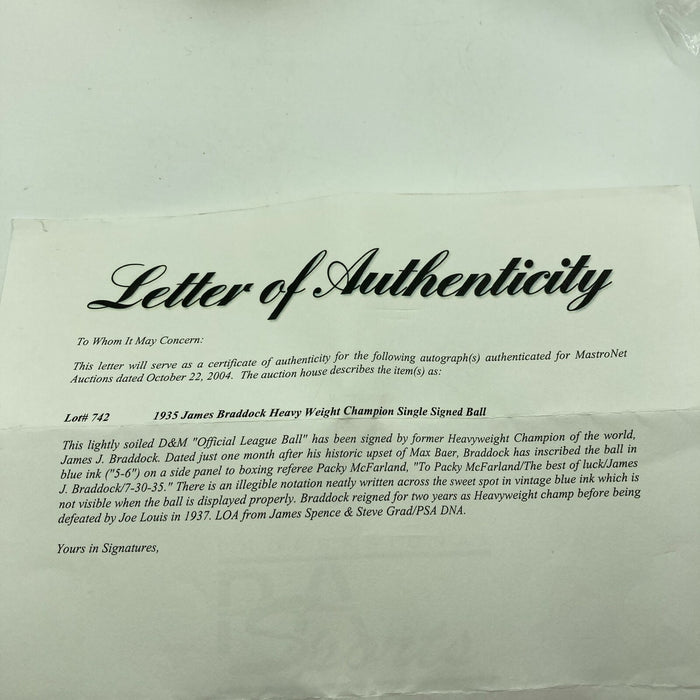 Letter of Authenticity
To Whom It May Concern:
This letter will serve as a certificate of authenticity for the following autograph(s) authenticated for MastroNet
Auctions dated October 22, 2004. The auction house describes the item(s) as:
Lot# 742 1935 James Braddock Heavy Weight Champion Single Signed Ball
This lightly soiled D&M "Official League Ball" has been signed by former Heavyweight Champion of the world,
James J. Braddock. Dated just one month after his historic upset of Max Baer, Braddock has inscribed the ball in
blue ink ("5-6") on a side panel to boxing referee Packy McFarland, "To Packy McFarland/The best of luck/James
J. Braddock/7-30-35." There is an illegible notation neatly written across the sweet spot in vintage blue ink which is
not visible when the ball is displayed properly. Braddock reigned for two years as Heavyweight champ before being
defeated by Joe Louis in 1937. LOA from James Spence & Steve Grad/PSA DNA.
Yours in Signatures,